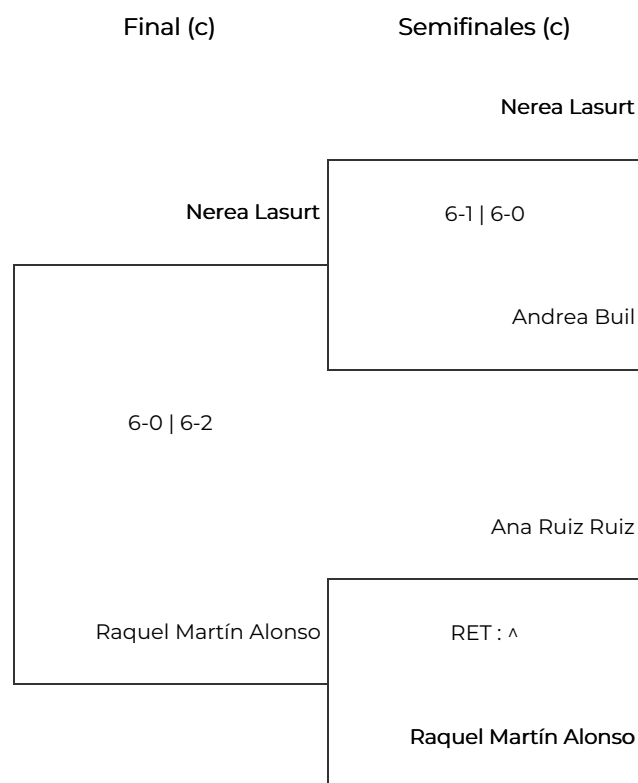 Final (c)
Semifinales (c)
Nerea Lasurt
Nerea Lasurt
6-1 | 6-0
Andrea Buil
6-0 | 6-2
Ana Ruiz Ruiz
Raquel Martín Alonso
RET : ^
Raquel Martín Alonso